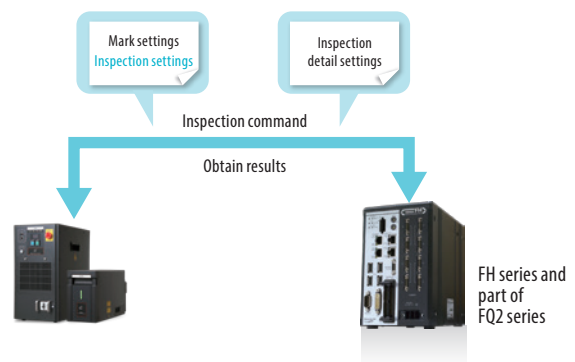 Mark settings
Inspection settings
Inspection
detail settings
Inspection command
Obtain results
FH series and
part of
FQ2 series